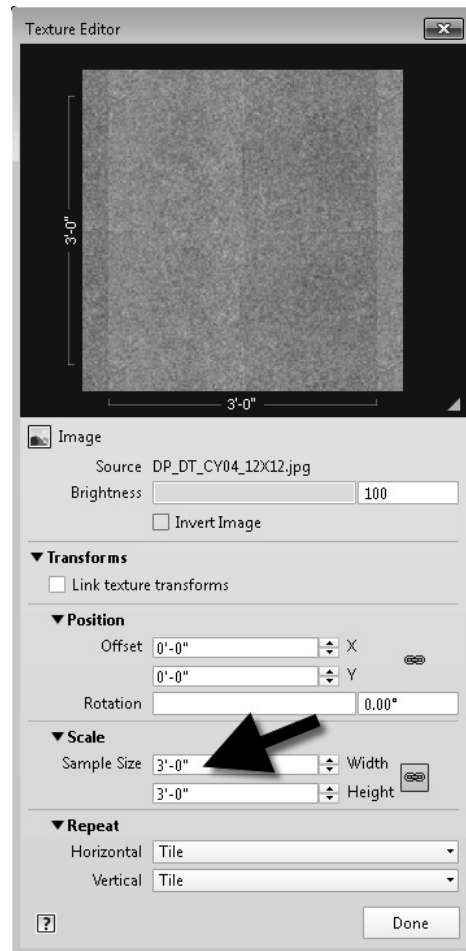 Texture Editor
3'-0"
3'-0"
Image
Source DP_DT_CY04_12X12.jpg
Brightness 100
Invert Image
▼ Transforms
Link texture transforms
▼ Position
Offset 0'-0" X
0'-0" Y
Rotation 0.00°
▼ Scale
Sample Size 3'-0" Width
3'-0" Height
▼ Repeat
Horizontal Tile
Vertical Tile
? Done